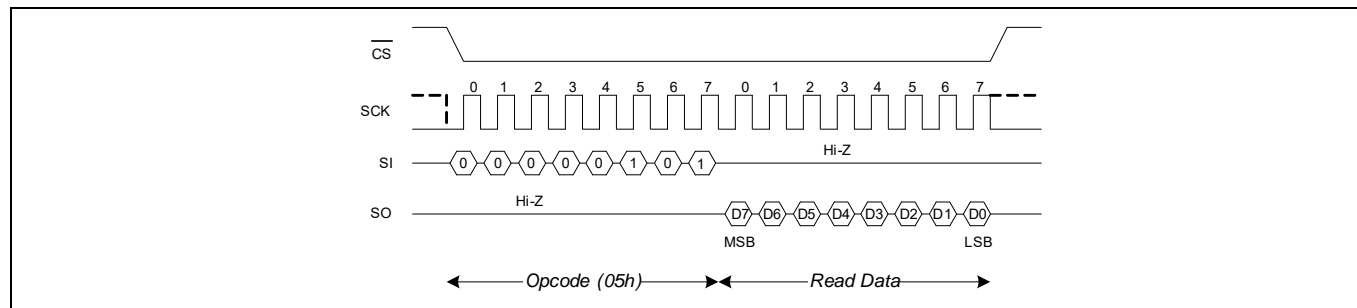 CS
0 1 2 3 4 5 6 7 0 1 2 3 4 5 6 7
SCK
Hi-Z
SI 0 0 0 0 0 1 0 1
Hi-Z
SO D7 D6 D5 D4 D3 D2 D1 D0
MSB LSB
Opcode (05h) Read Data